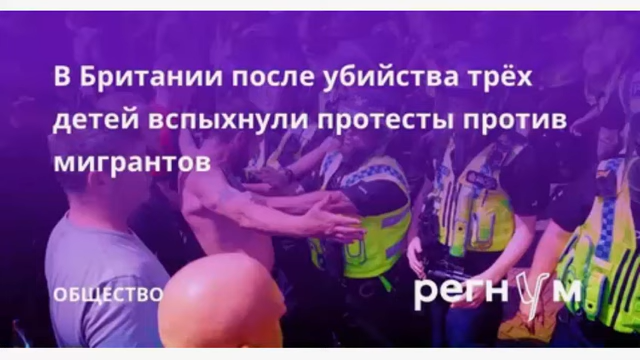 В Британии после убийства трёх
детей вспыхнули протесты против
мигрантов
ОБЩЕСТВО
регнум